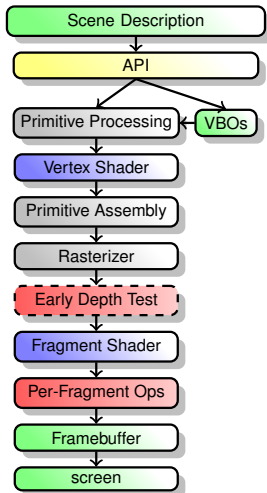 Scene Description
API
Primitive Processing
VBOs
Vertex Shader
Primitive Assembly
Rasterizer
Early Depth Test
Fragment Shader
Per-Fragment Ops
Framebuffer
screen